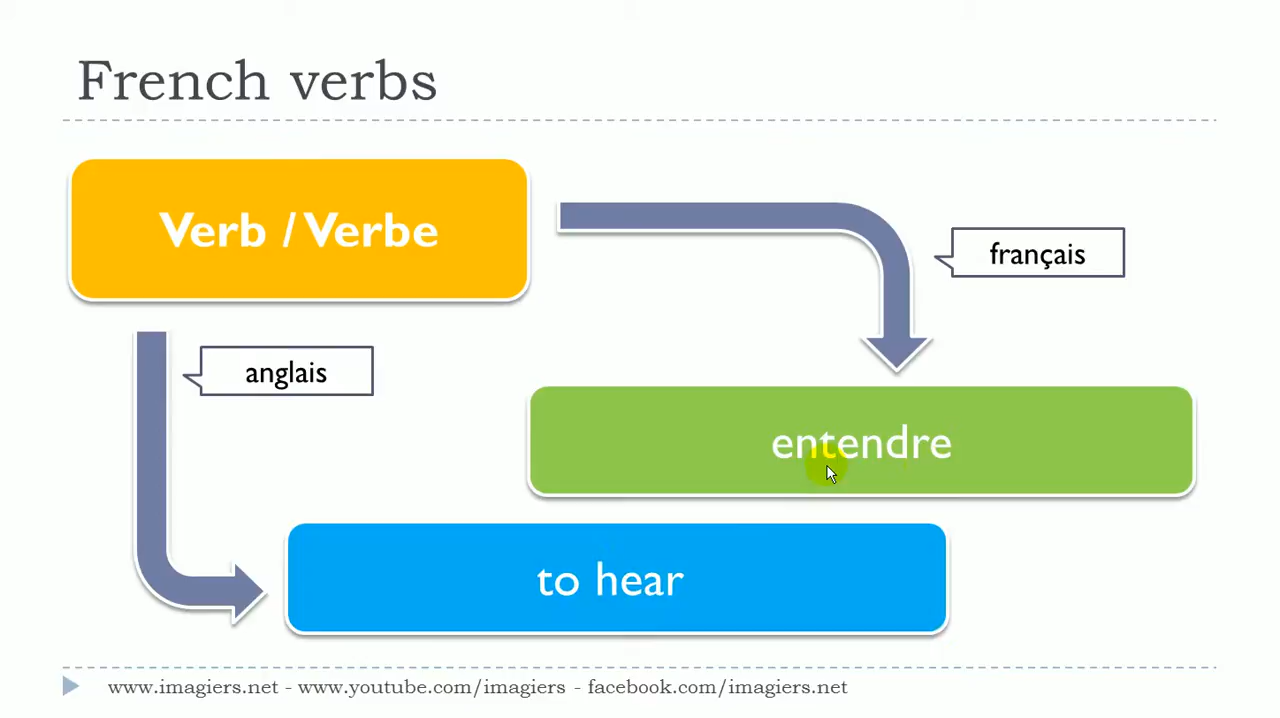 French verbs
Verb / Verbe
français
anglais
entendre
to hear
www.imagiers.net - www.youtube.com/imagiers - facebook.com/imagiers.net